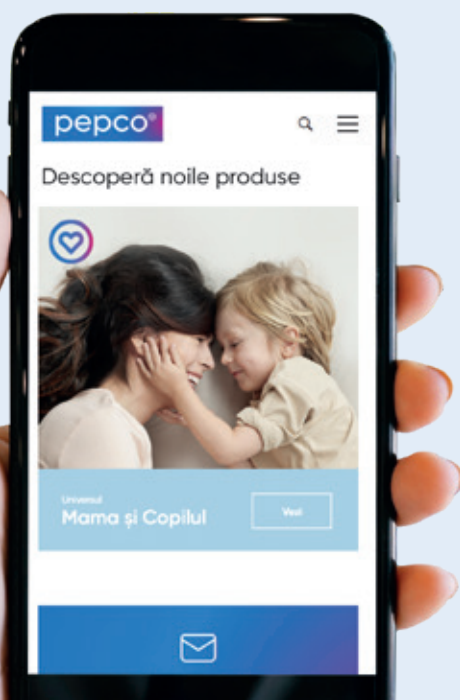 pepco®
Descoperă noile produse
Universul
Mama și Copilul
Vezi